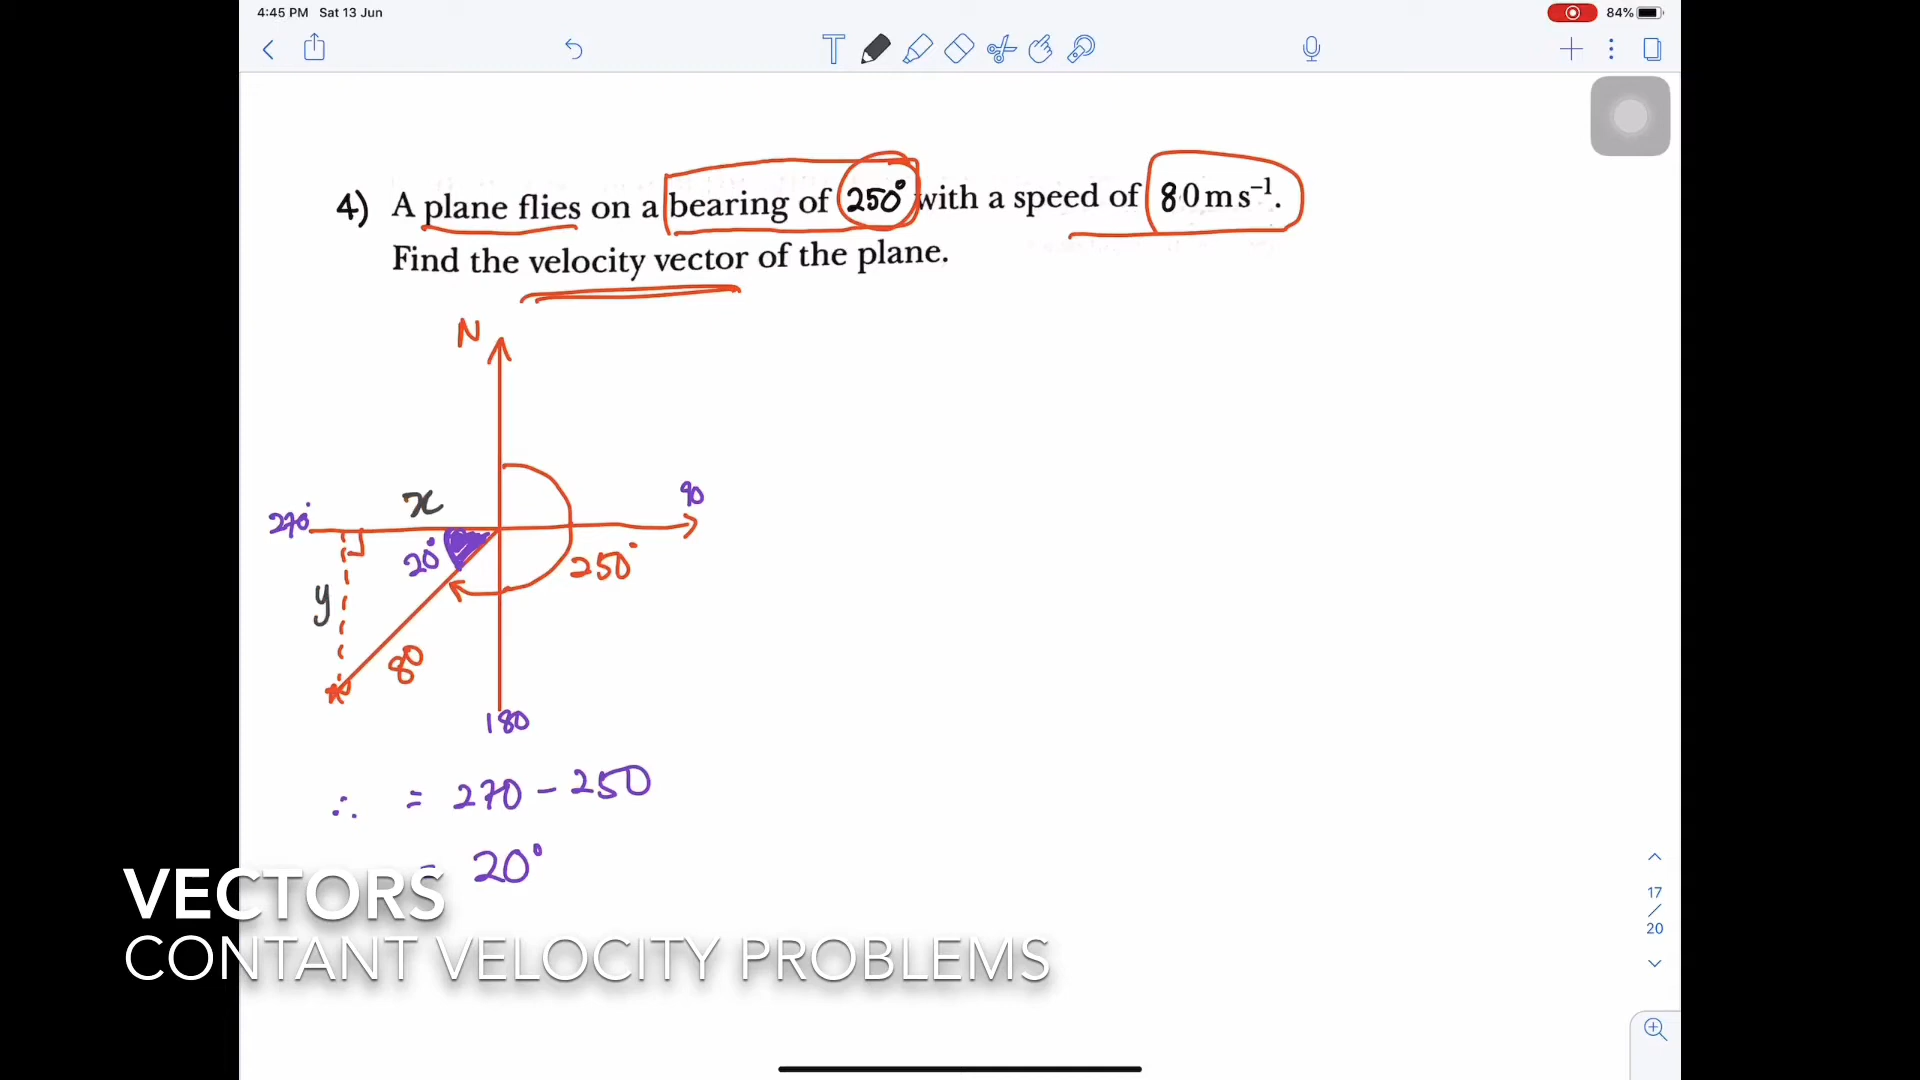 4:45 PM Sat 13 Jun
84%
4) A plane flies on a bearing of 250° with a speed of 80 m s⁻¹.
Find the velocity vector of the plane.
N
x
90
270°
20°
250°
y
80
180
∴ = 270 - 250
= 20°
VECTORS
CONTANT VELOCITY PROBLEMS
17
/
20